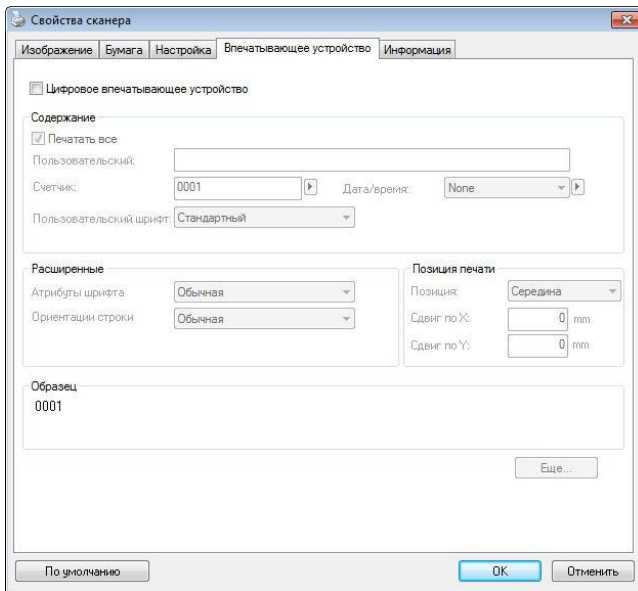 Свойства сканера
Изображение Бумага Настройка Впечатывающее устройство Информация
Цифровое впечатывающее устройство
Содержание
Печатать все
Пользовательский:
Счетчик: 0001 Дата/время: None
Пользовательский шрифт: Стандартный
Расширенные
Атрибуты шрифта Обычная
Ориентации строки Обычная
Позиция печати
Позиция: Середина
Сдвиг по X: 0 mm
Сдвиг по Y: 0 mm
Образец
0001
Еще...
По умолчанию OK Отменить